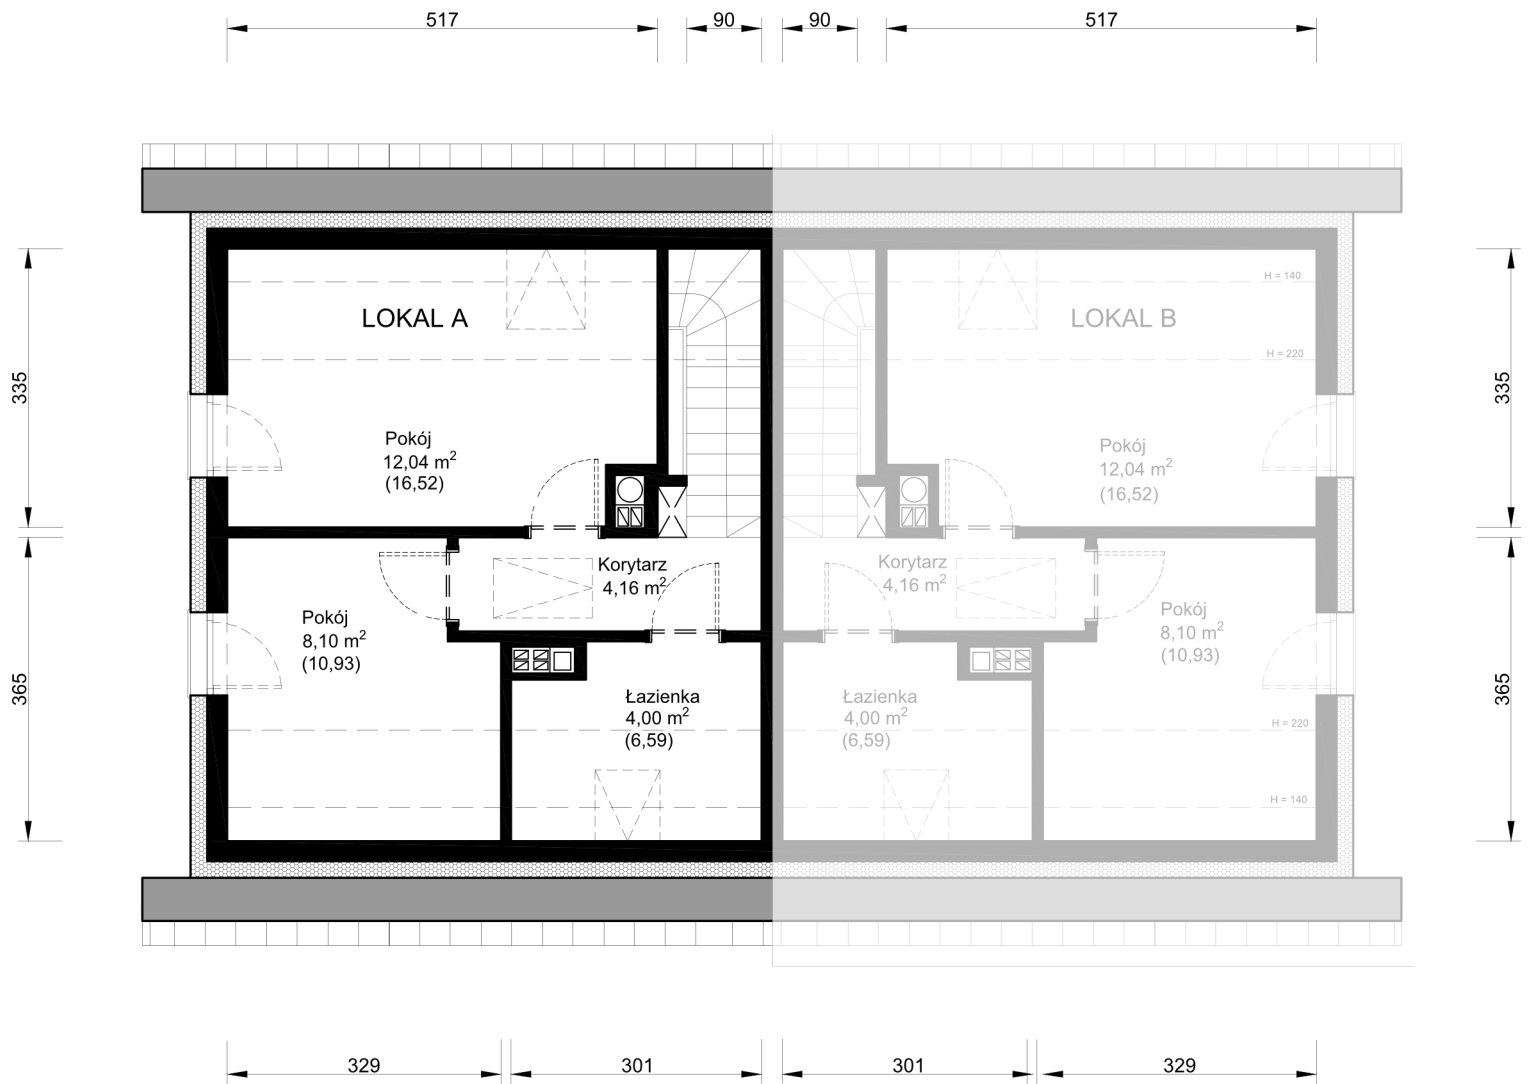 517
90
90
517
H = 140
LOKAL A
LOKAL B
H = 220
335
335
Pokój
12,04 m²
(16,52)
Pokój
12,04 m²
(16,52)
Korytarz
4,16 m²
Korytarz
4,16 m²
Pokój
8,10 m²
(10,93)
Pokój
8,10 m²
(10,93)
365
365
Łazienka
4,00 m²
(6,59)
Łazienka
4,00 m²
(6,59)
H = 220
H = 140
329
301
301
329